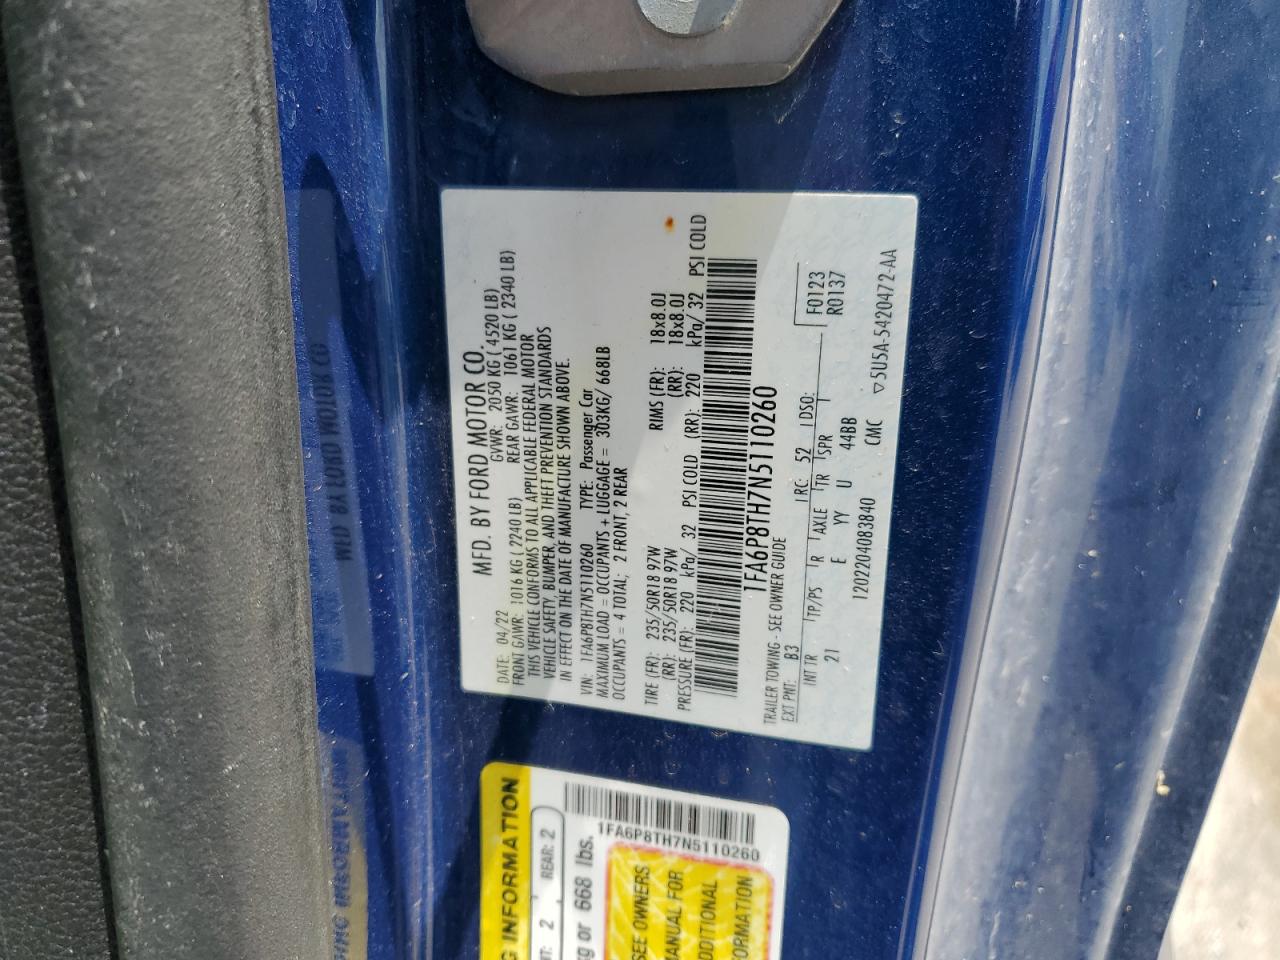 MFD. BY FORD MOTOR CO.
DATE: 04/22 GVWR: 2050 KG ( 4520 LB)
FRONT GAWR: 1016 KG ( 2240 LB) REAR GAWR: 1061 KG ( 2340 LB)
THIS VEHICLE CONFORMS TO ALL APPLICABLE FEDERAL MOTOR
VEHICLE SAFETY, BUMPER, AND THEFT PREVENTION STANDARDS
IN EFFECT ON THE DATE OF MANUFACTURE SHOWN ABOVE.
VIN: 1FA6P8TH7N5110260 TYPE: Passenger Car
MAXIMUM LOAD = OCCUPANTS + LUGGAGE = 303KG/ 668LB
OCCUPANTS = 4 TOTAL; 2 FRONT, 2 REAR
TIRE (FR): 235/50R18 97W RIMS (FR): 18x8.0J
(RR): 235/50R18 97W (RR): 18x8.0J
PRESSURE (FR): 220 kPa/ 32 PSI COLD (RR): 220 kPa/ 32 PSI COLD
1FA6P8TH7N5110260
TRAILER TOWING - SEE OWNER GUIDE
EXT PNT: B3 RC: 52 DSO: F0123
INT TR TP/PS R AXLE TR SPR R0137
21 E YY U 44BB
1202204083840 CMC ▽5U5A-5420472-AA
G INFORMATION
NT: 2 REAR: 2
kg or 668 lbs.
1FA6P8TH7N5110260
SEE OWNERS
MANUAL FOR
ADDITIONAL
FORMATION